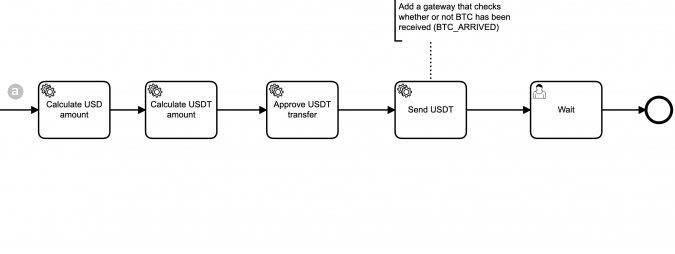 Add a gateway that checks
whether or not BTC has been
received (BTC_ARRIVED)
a
Calculate USD
amount
Calculate USDT
amount
Approve USDT
transfer
Send USDT
Wait